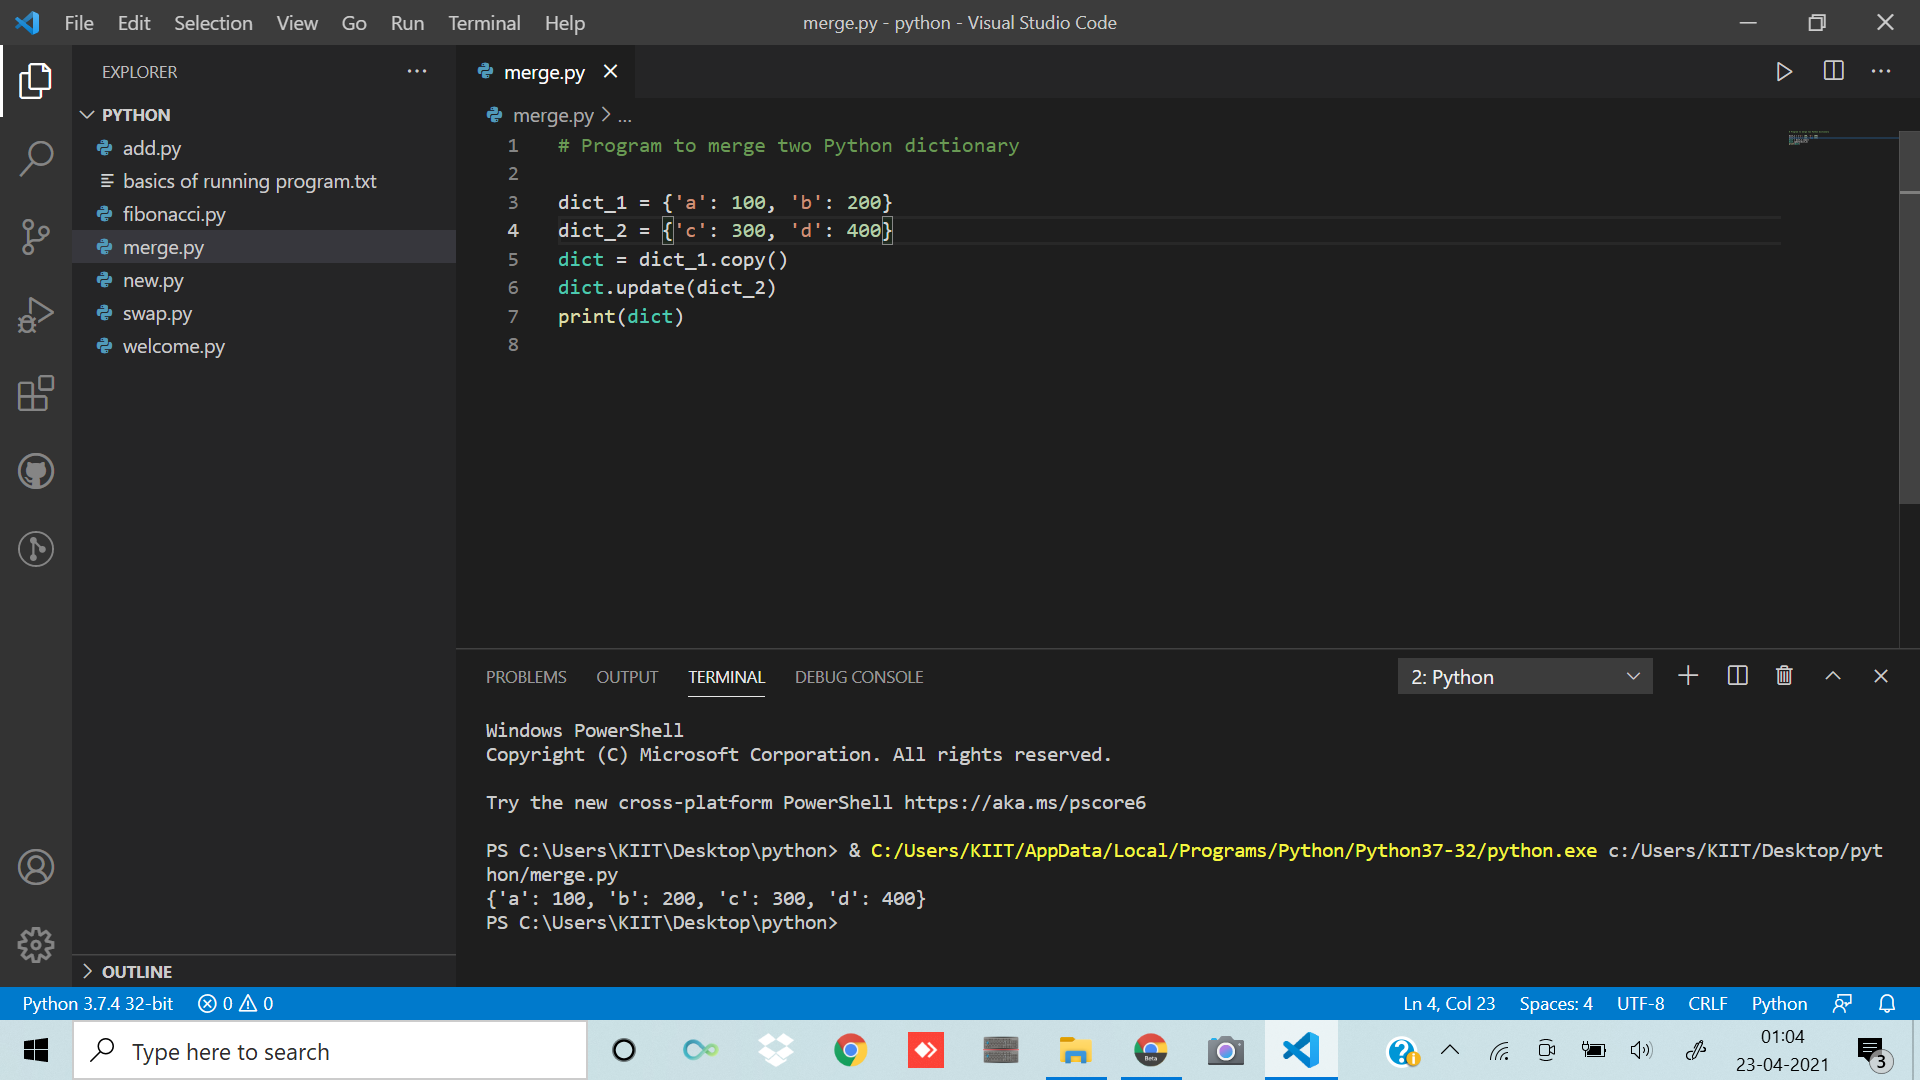 File Edit Selection View Go Run Terminal Help merge.py - python - Visual Studio Code
EXPLORER
PYTHON
add.py
basics of running program.txt
fibonacci.py
merge.py
new.py
swap.py
welcome.py
OUTLINE
merge.py
merge.py > ...
1 # Program to merge two Python dictionary
2
3 dict_1 = {'a': 100, 'b': 200}
4 dict_2 = {'c': 300, 'd': 400}
5 dict = dict_1.copy()
6 dict.update(dict_2)
7 print(dict)
8
PROBLEMS OUTPUT TERMINAL DEBUG CONSOLE 2: Python
Windows PowerShell
Copyright (C) Microsoft Corporation. All rights reserved.
Try the new cross-platform PowerShell https://aka.ms/pscore6
PS C:\Users\KIIT\Desktop\python> & C:/Users/KIIT/AppData/Local/Programs/Python/Python37-32/python.exe c:/Users/KIIT/Desktop/pyt
hon/merge.py
{'a': 100, 'b': 200, 'c': 300, 'd': 400}
PS C:\Users\KIIT\Desktop\python>
Python 3.7.4 32-bit 0 0 Ln 4, Col 23 Spaces: 4 UTF-8 CRLF Python
Type here to search
Beta
01:04
23-04-2021
3